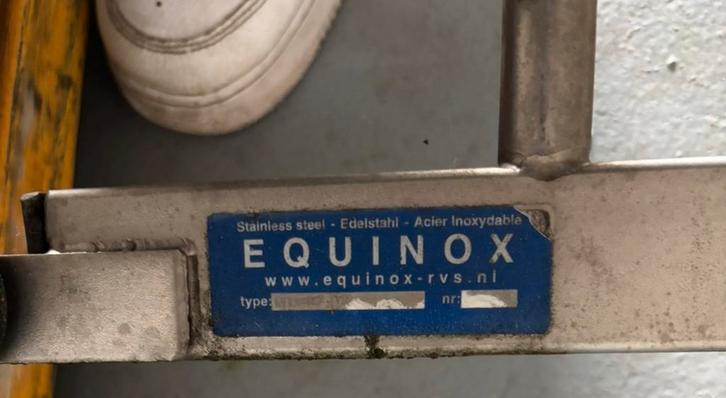 Stainless steel - Edelstahl - Acier Inoxydable
EQUINOX
www.equinox-rvs.nl
type: nr: